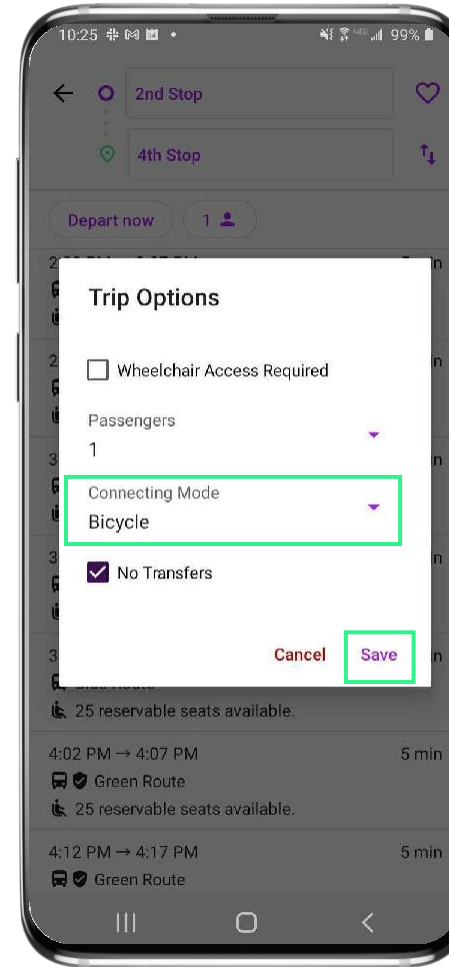 10:25 99%
2nd Stop
4th Stop
Depart now 1
Trip Options
Wheelchair Access Required
Passengers
1
Connecting Mode
Bicycle
No Transfers
Cancel Save
25 reservable seats available.
4:02 PM → 4:07 PM 5 min
Green Route
25 reservable seats available.
4:12 PM → 4:17 PM 5 min
Green Route